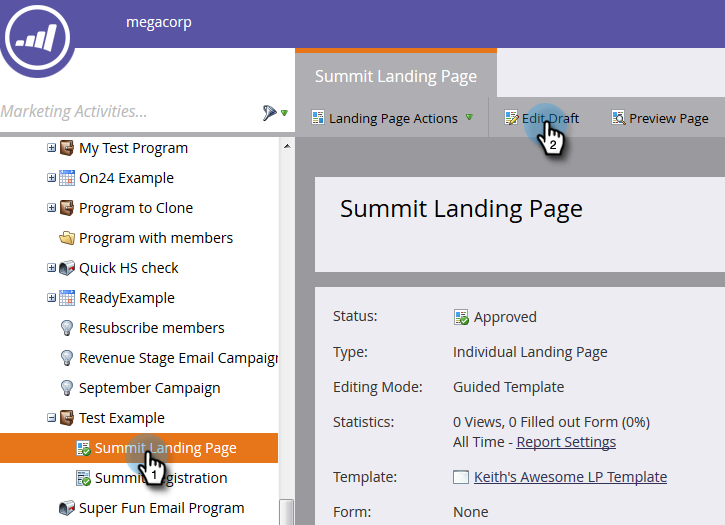 megacorp
Summit Landing Page
Marketing Activities...
Landing Page Actions
Edit Draft
Preview Page
My Test Program
On24 Example
Program to Clone
Program with members
Quick HS check
ReadyExample
Resubscribe members
Revenue Stage Email Campaign
September Campaign
Test Example
Summit Landing Page
1
Summit Registration
Super Fun Email Program
2
Summit Landing Page
Status: Approved
Type: Individual Landing Page
Editing Mode: Guided Template
Statistics: 0 Views, 0 Filled out Form (0%)
All Time - Report Settings
Template: Keith's Awesome LP Template
Form: None